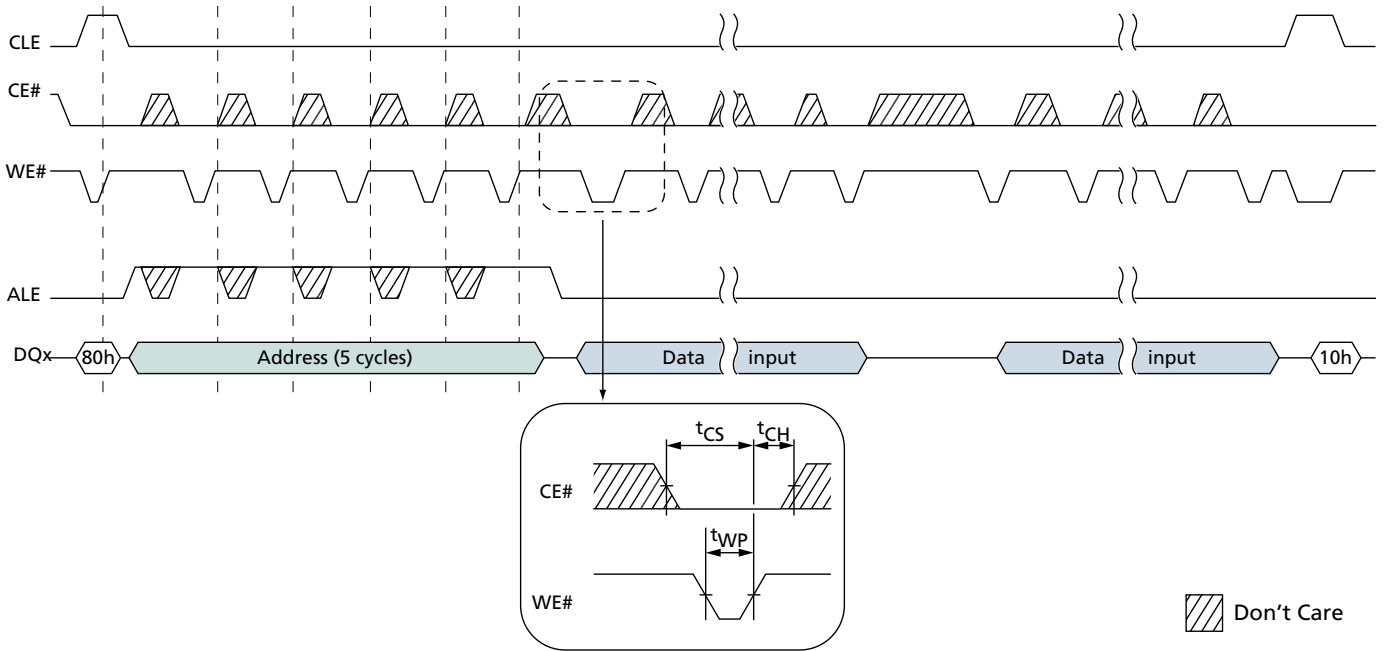 CLE
CE#
WE#
ALE
DQx 80h Address (5 cycles) Data input Data input 10h
tCS tCH
CE#
tWP
WE#
Don't Care